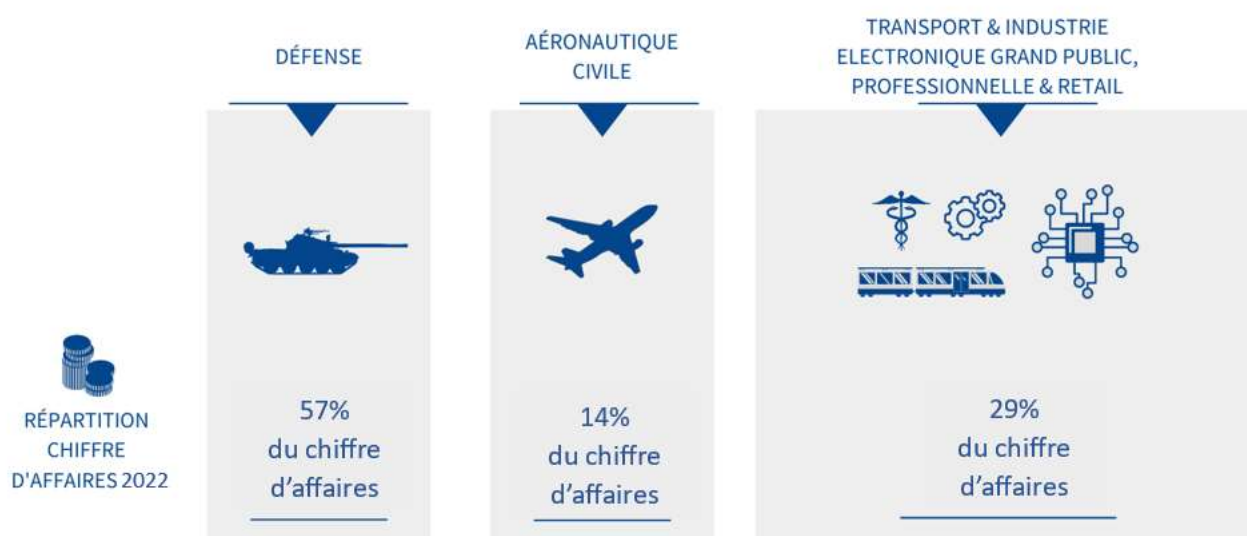 DÉFENSE
AÉRONAUTIQUE
CIVILE
TRANSPORT & INDUSTRIE
ELECTRONIQUE GRAND PUBLIC,
PROFESSIONNELLE & RETAIL
RÉPARTITION
CHIFFRE
D'AFFAIRES 2022
57%
du chiffre
d’affaires
14%
du chiffre
d’affaires
29%
du chiffre
d’affaires